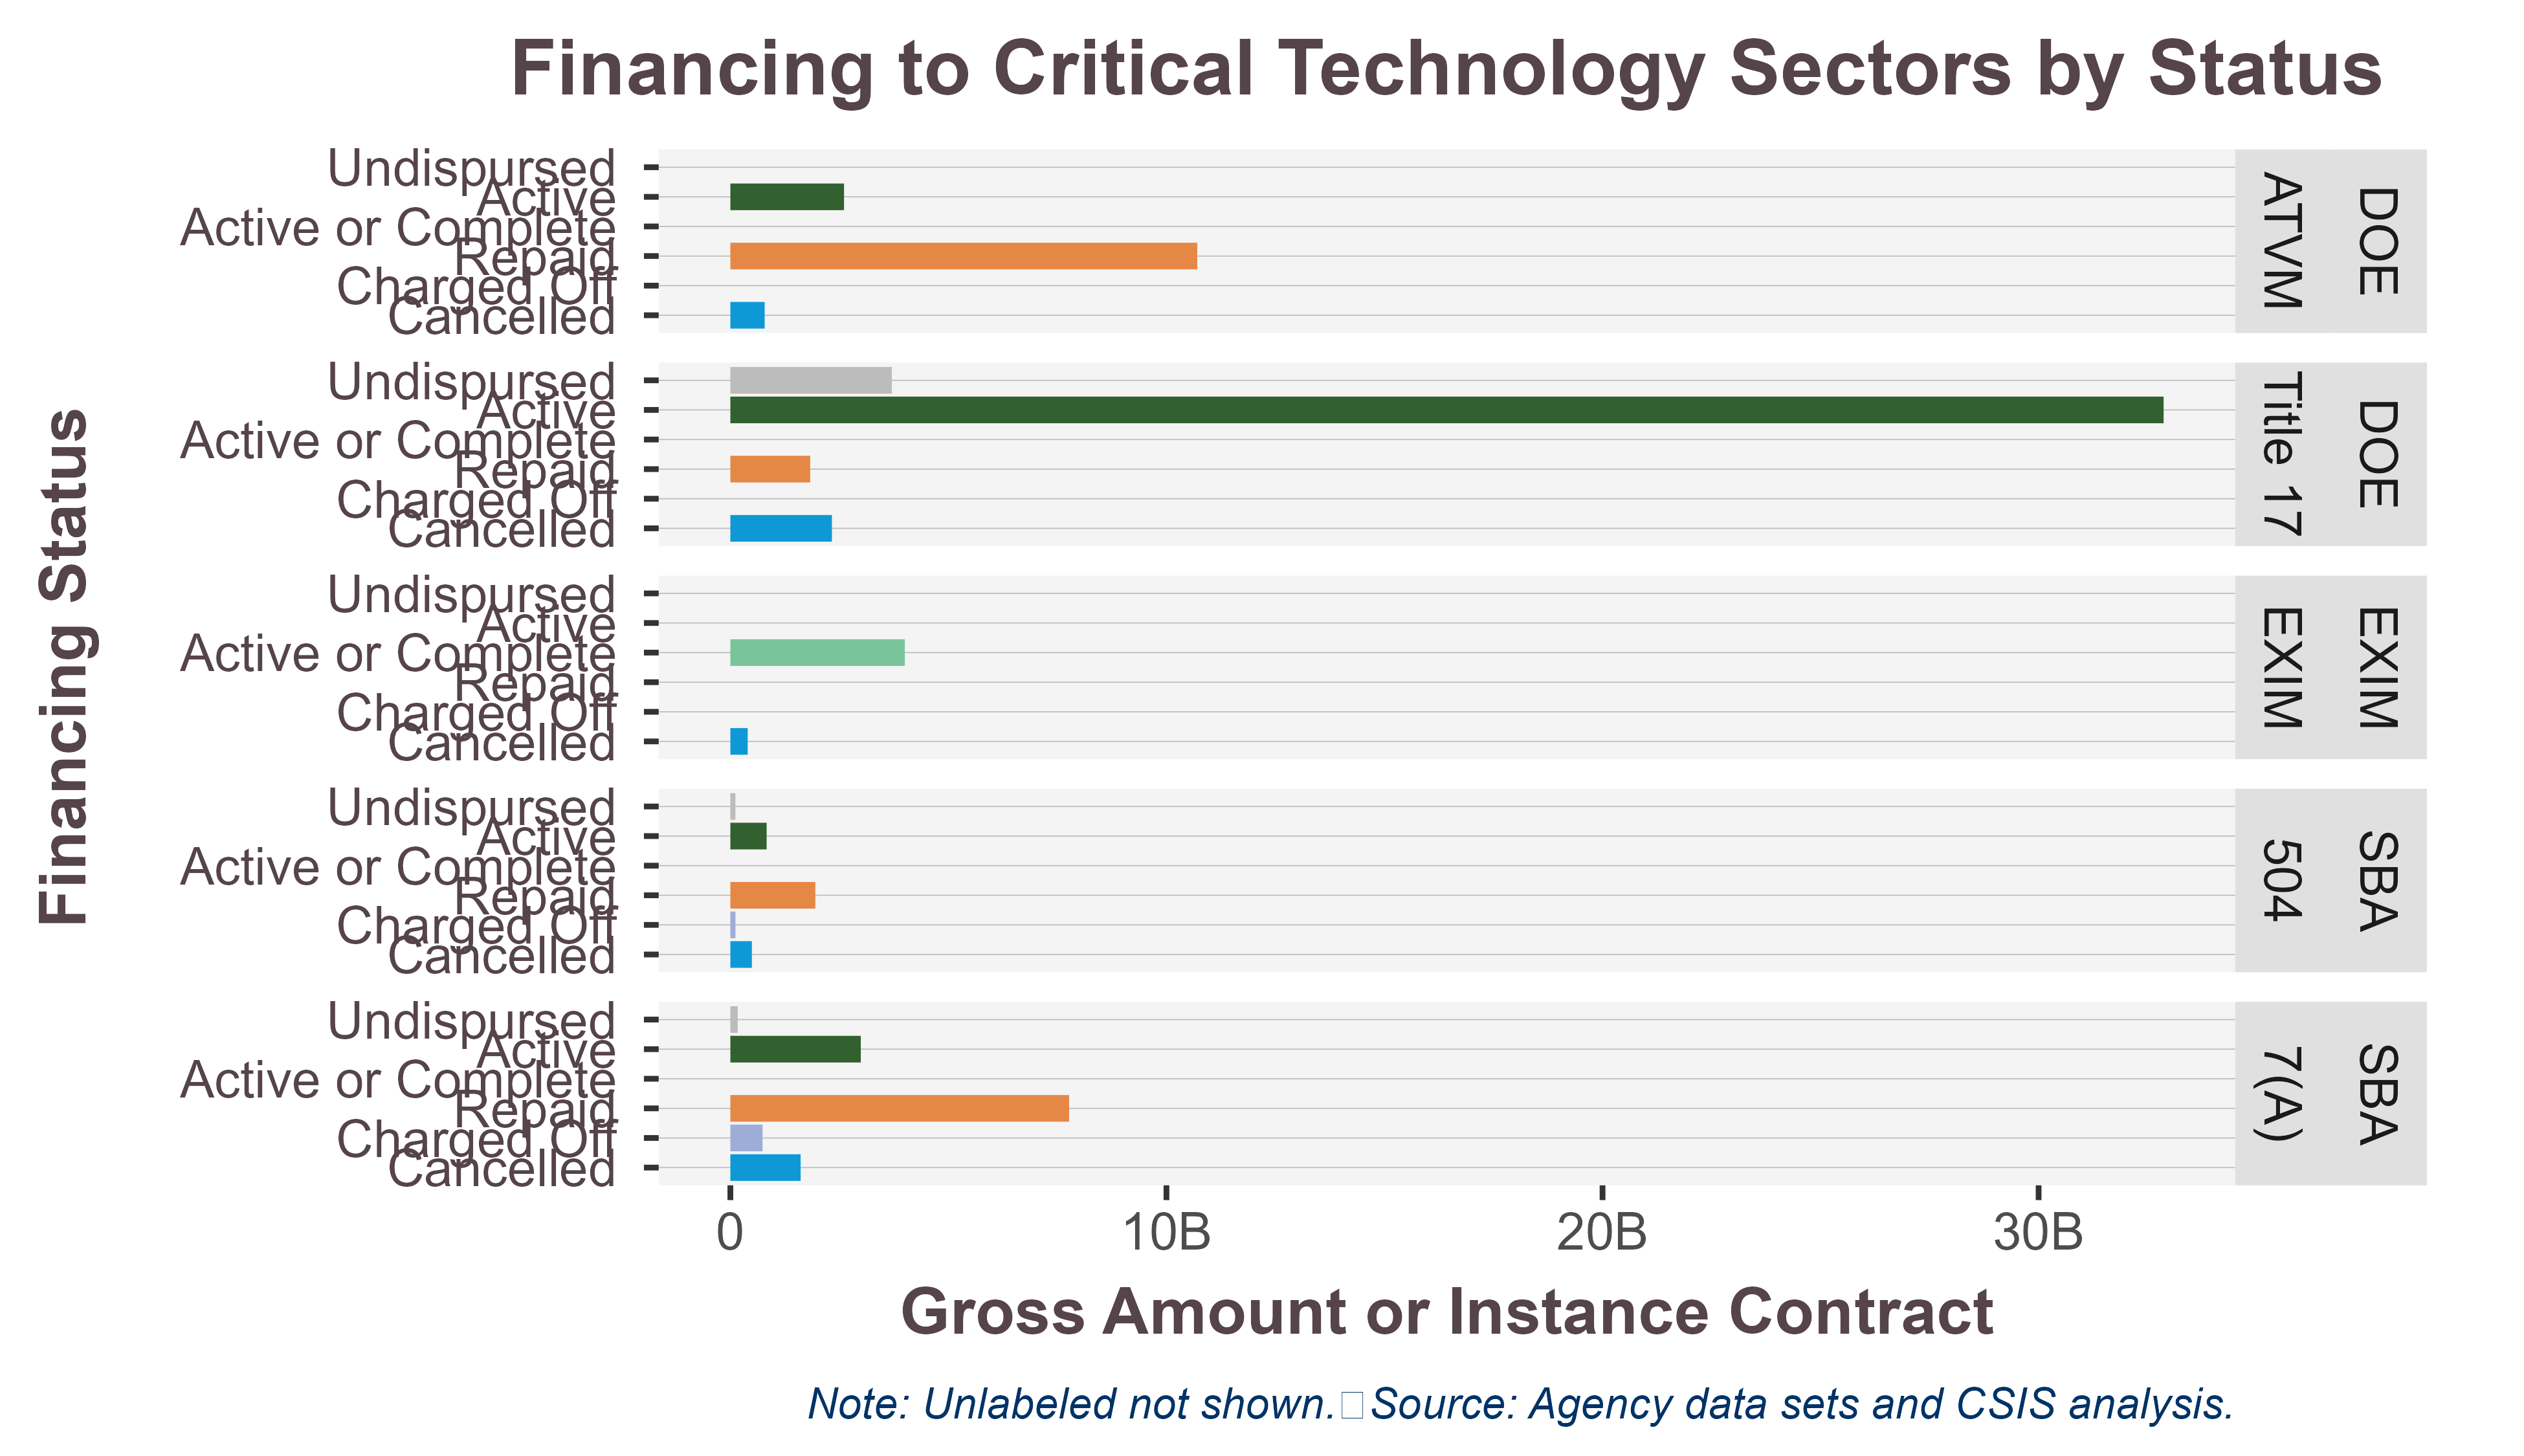 Financing to Critical Technology Sectors by Status
Financing Status
Undispursed
Active
Active or Complete
Repaid
Charged Off
Cancelled
ATVM
DOE
Undispursed
Active
Active or Complete
Repaid
Charged Off
Cancelled
Title 17
DOE
Undispursed
Active
Active or Complete
Repaid
Charged Off
Cancelled
EXIM
EXIM
Undispursed
Active
Active or Complete
Repaid
Charged Off
Cancelled
504
SBA
Undispursed
Active
Active or Complete
Repaid
Charged Off
Cancelled
7(A)
SBA
0 10B 20B 30B
Gross Amount or Instance Contract
Note: Unlabeled not shown.□Source: Agency data sets and CSIS analysis.